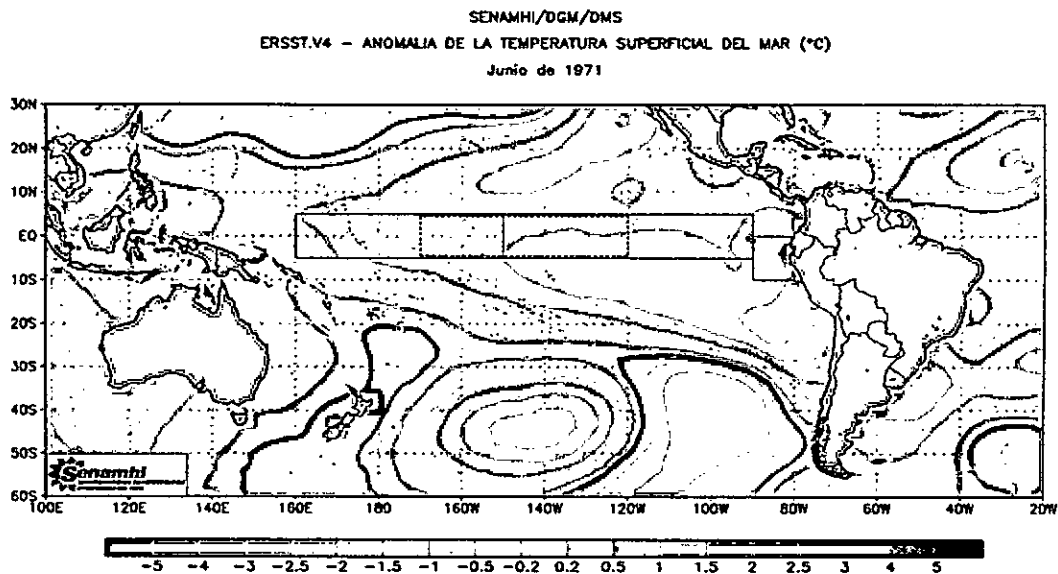 SENAMHI/DGM/DMS
ERSST.V4 – ANOMALIA DE LA TEMPERATURA SUPERFICIAL DEL MAR (°C)
Junio de 1971
30N
20N
10N
EQ
10S
20S
30S
40S
50S
60S
Senamhi
100E 120E 140E 160E 180 160W 140W 120W 100W 80W 60W 40W 20W
-5 -4 -3 -2.5 -2 -1.5 -1 -0.5 -0.2 0.2 0.5 1 1.5 2 2.5 3 4 5